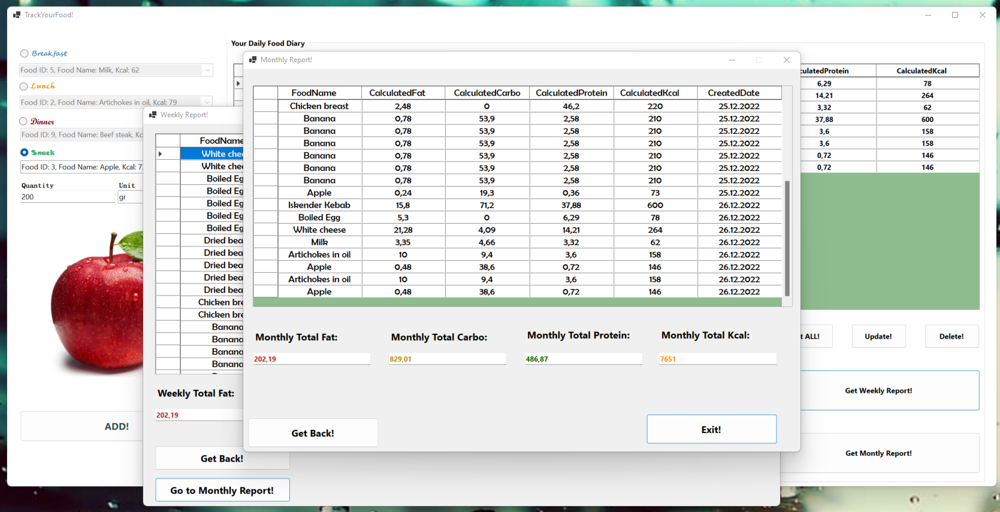 TrackYourFood!
Breakfast
Food ID: 5, Food Name: Milk, Kcal: 62
Lunch
Food ID: 2, Food Name: Artichokes in oil, Kcal: 79
Dinner
Food ID: 9, Food Name: Beef steak,
Snack
Food ID: 3, Food Name: Apple, Kcal:
Quantity Unit
200 gr
ADD!
Your Daily Food Diary
culatedProtein CalculatedKcal
6,29 78
14,21 264
3,32 62
37,88 600
3,6 158
3,6 158
0,72 146
0,72 146
t ALL! Update! Delete!
Get Weekly Report!
Get Montly Report!
Weekly Report!
FoodName
White chee
White chee
Boiled Eg
Boiled Eg
Boiled Eg
Boiled Eg
Boiled Eg
Dried bea
Dried bea
Dried bea
Dried bea
Dried bea
Chicken bre
Chicken bre
Banana
Banana
Banana
Banana
Weekly Total Fat:
202,19
Get Back!
Go to Monthly Report!
Monthly Report!
FoodName CalculatedFat CalculatedCarbo CalculatedProtein CalculatedKcal CreatedDate
Chicken breast 2,48 0 46,2 220 25.12.2022
Banana 0,78 53,9 2,58 210 25.12.2022
Banana 0,78 53,9 2,58 210 25.12.2022
Banana 0,78 53,9 2,58 210 25.12.2022
Banana 0,78 53,9 2,58 210 25.12.2022
Banana 0,78 53,9 2,58 210 25.12.2022
Banana 0,78 53,9 2,58 210 25.12.2022
Apple 0,24 19,3 0,36 73 25.12.2022
Iskender Kebab 15,8 71,2 37,88 600 26.12.2022
Boiled Egg 5,3 0 6,29 78 26.12.2022
White cheese 21,28 4,09 14,21 264 26.12.2022
Milk 3,35 4,66 3,32 62 26.12.2022
Artichokes in oil 10 9,4 3,6 158 26.12.2022
Apple 0,48 38,6 0,72 146 26.12.2022
Artichokes in oil 10 9,4 3,6 158 26.12.2022
Apple 0,48 38,6 0,72 146 26.12.2022
Monthly Total Fat: Monthly Total Carbo: Monthly Total Protein: Monthly Total Kcal:
202,19 829,01 486,87 7651
Get Back! Exit!